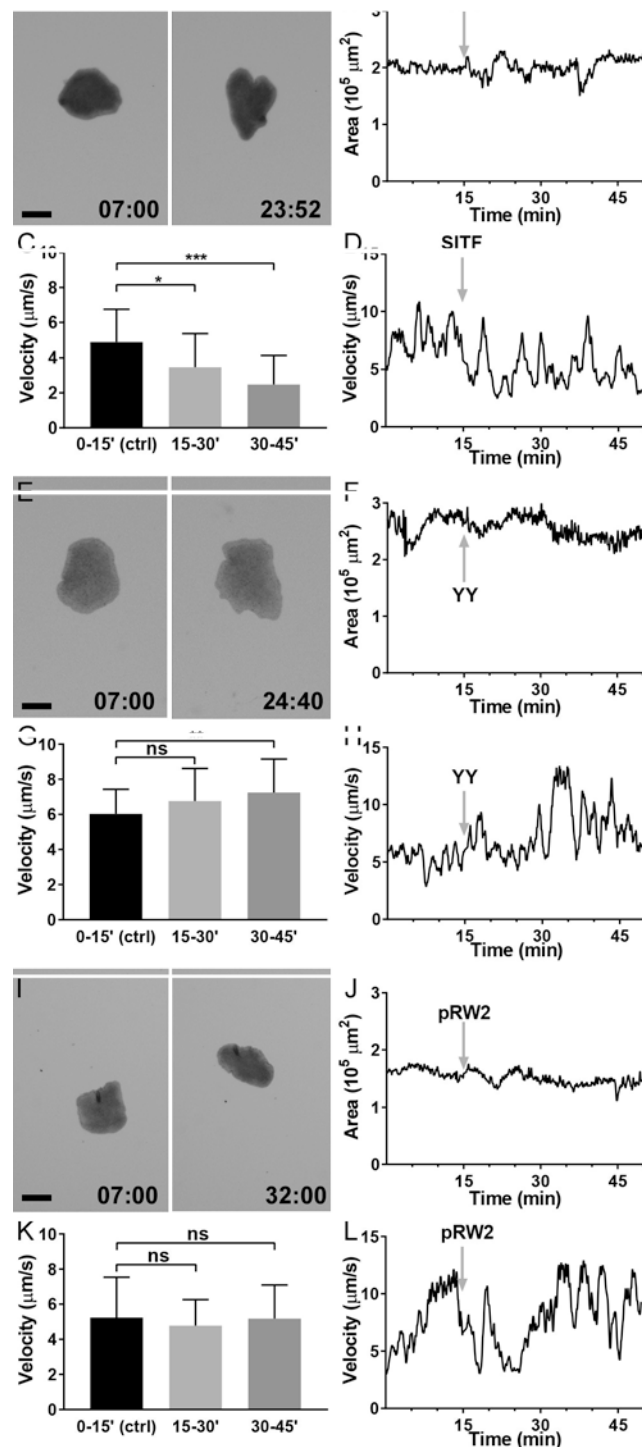 3
Area (10⁵ μm²)
2
1
0
15 30 45
Time (min)
07:00
23:52
C
Velocity (μm/s)
8
6
4
2
0
***
*
0-15' (ctrl) 15-30' 30-45'
D
Velocity (μm/s)
10
5
0
15 30 45
Time (min)
07:00
24:40
Area (10⁵ μm²)
3
2
1
0
YY
15 30 45
Time (min)
Velocity (μm/s)
8
6
4
2
0
ns
0-15' (ctrl) 15-30' 30-45'
H
YY
Velocity (μm/s)
15
10
5
0
15 30 45
Time (min)
I
07:00
32:00
J
pRW2
Area (10⁵ μm²)
3
2
1
0
15 30 45
Time (min)
K
Velocity (μm/s)
10
8
6
4
2
0
ns
ns
0-15' (ctrl) 15-30' 30-45'
L
pRW2
Velocity (μm/s)
15
10
5
0
15 30 45
Time (min)